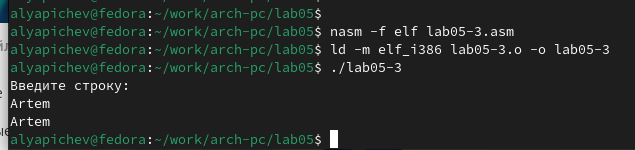 alyapichev@fedora:~/work/arch-pc/lab05$
alyapichev@fedora:~/work/arch-pc/lab05$ nasm -f elf lab05-3.asm
alyapichev@fedora:~/work/arch-pc/lab05$ ld -m elf_i386 lab05-3.o -o lab05-3
alyapichev@fedora:~/work/arch-pc/lab05$ ./lab05-3
Введите строку:
Artem
Artem
alyapichev@fedora:~/work/arch-pc/lab05$